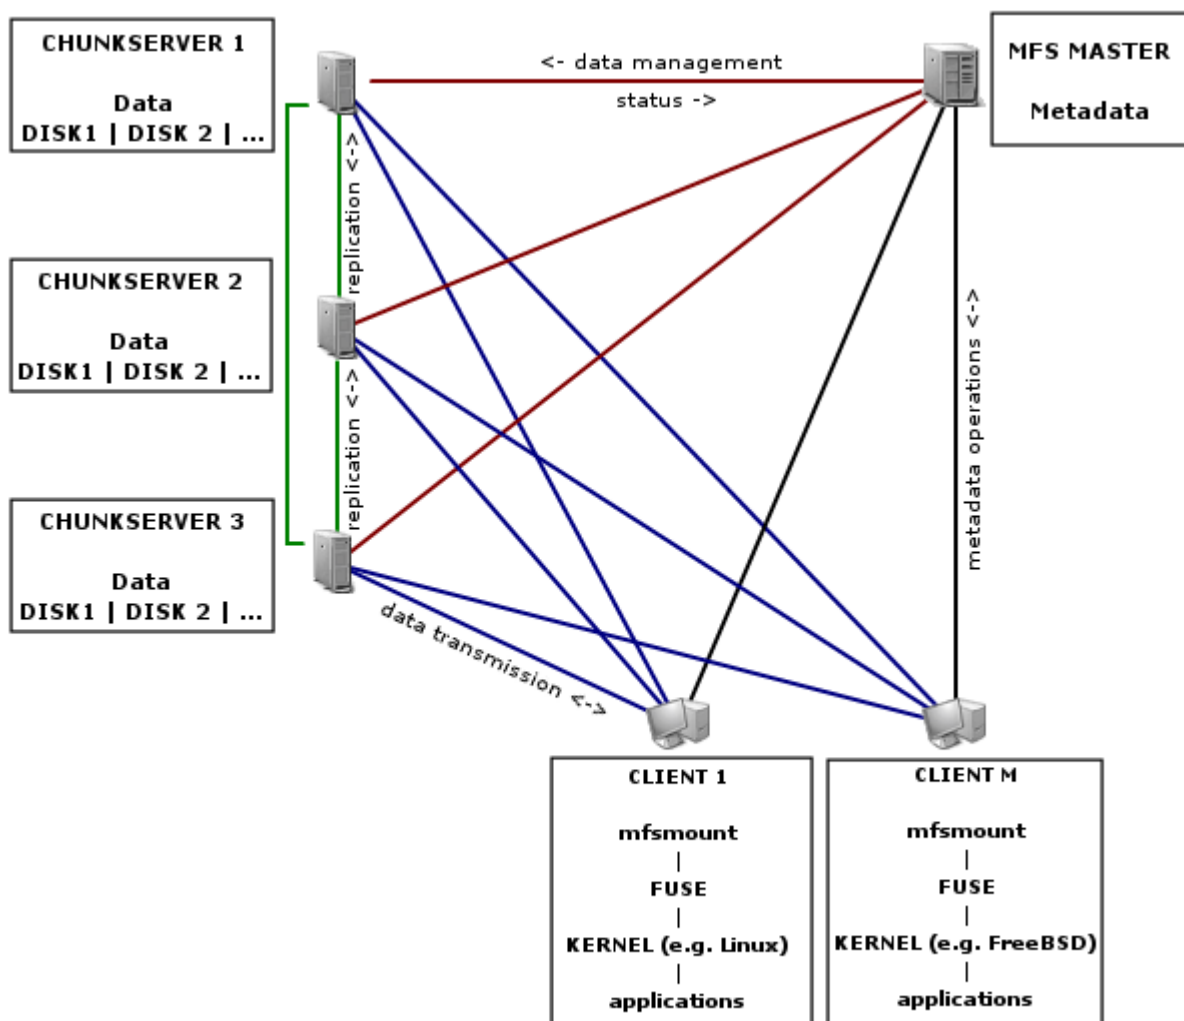 CHUNKSERVER 1
Data
DISK1 | DISK 2 | ...
<- data management
status ->
MFS MASTER
Metadata
replication <->
CHUNKSERVER 2
Data
DISK1 | DISK 2 | ...
replication <->
metadata operations <->
CHUNKSERVER 3
Data
DISK1 | DISK 2 | ...
data transmission <->
CLIENT 1
mfsmount
|
FUSE
|
KERNEL (e.g. Linux)
|
applications
CLIENT M
mfsmount
|
FUSE
|
KERNEL (e.g. FreeBSD)
|
applications